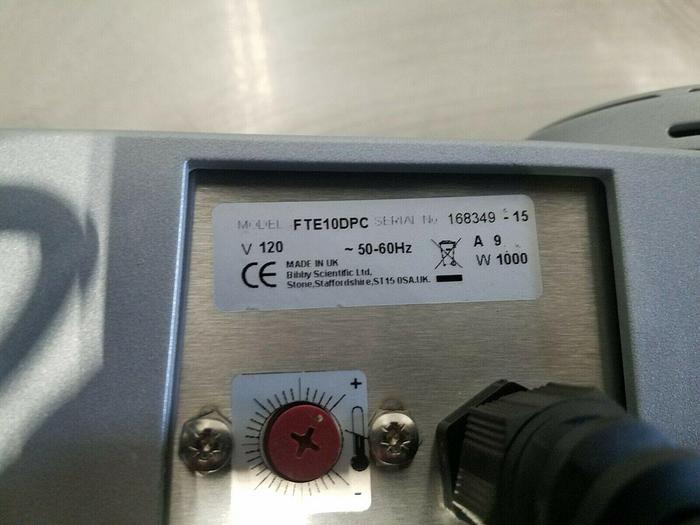 MODEL FTE10DPC SERIAL No 168349 - 15
V 120 ~ 50-60Hz A 9
W 1000
CE MADE IN UK
Bibby Scientific Ltd,
Stone,Staffordshire,ST15 0SA.UK.
+
-